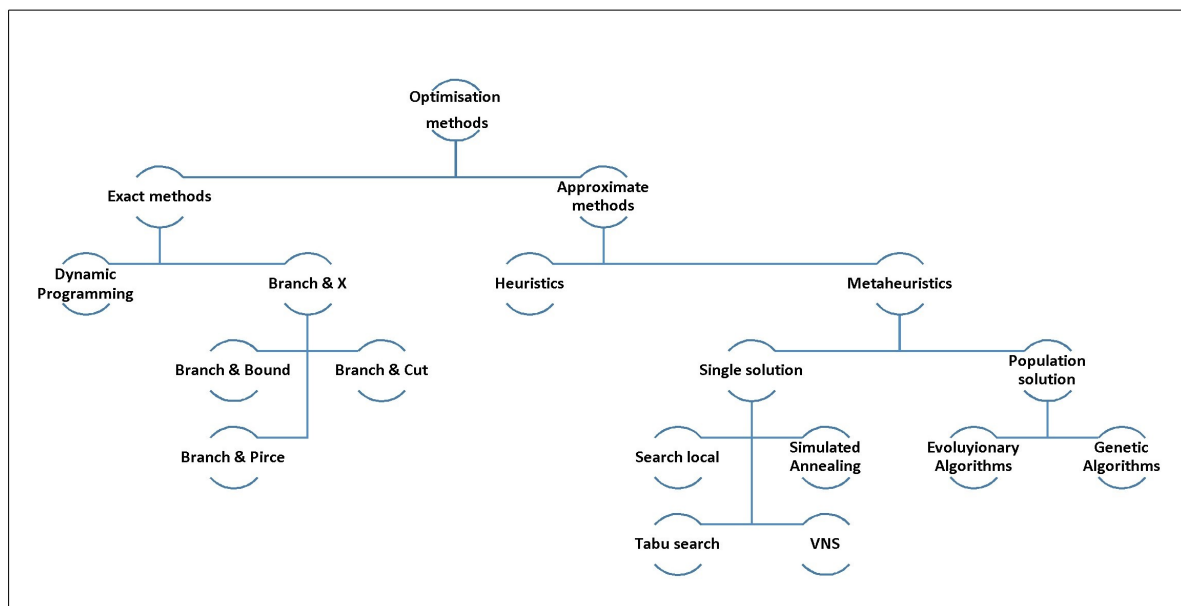 Optimisation
methods
Exact methods
Approximate
methods
Dynamic
Programming
Branch & X
Heuristics
Metaheuristics
Branch & Bound
Branch & Cut
Single solution
Population
solution
Branch & Pirce
Search local
Simulated
Annealing
Evoluyionary
Algorithms
Genetic
Algorithms
Tabu search
VNS